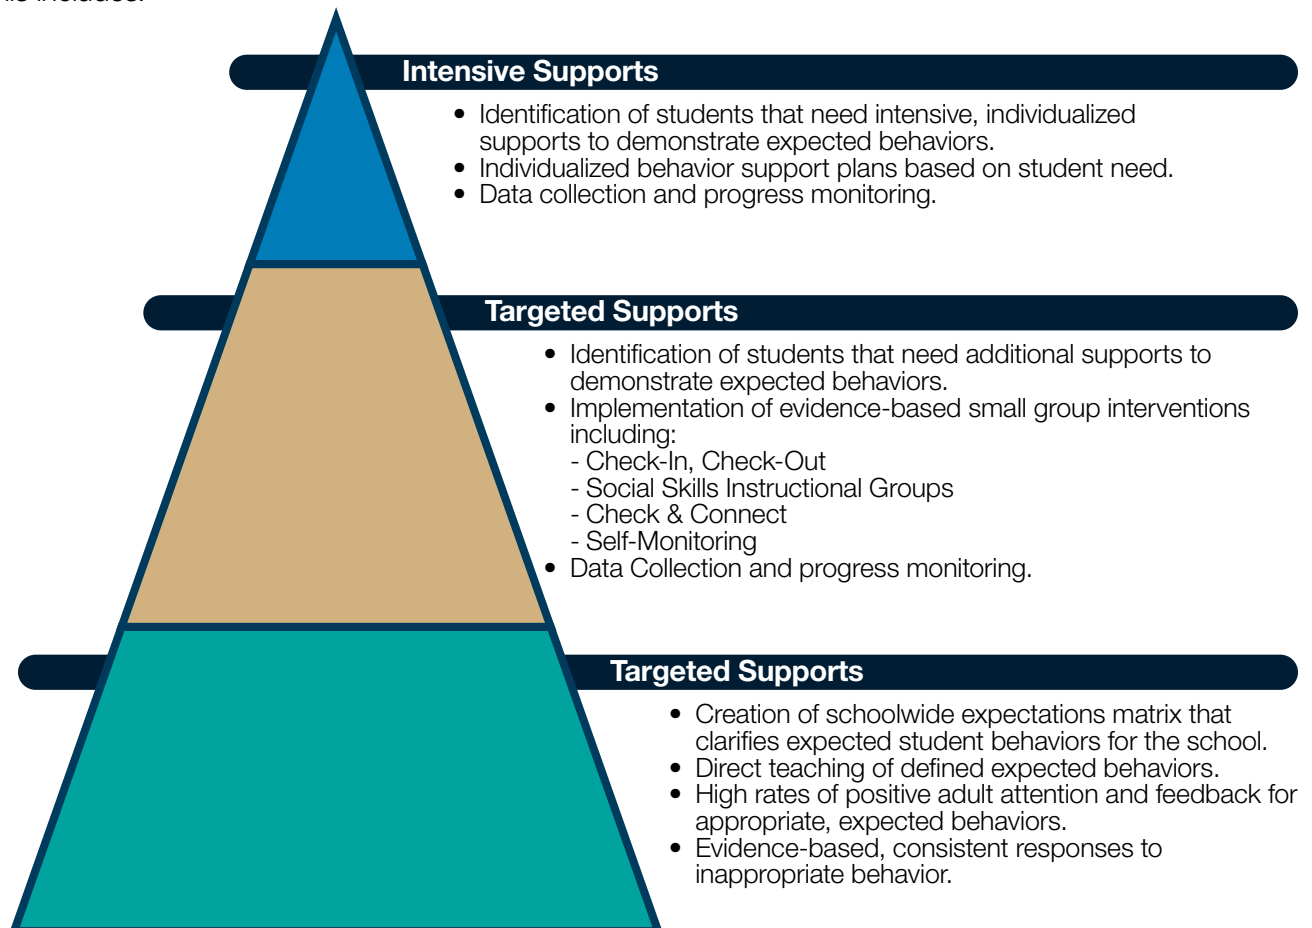 Intensive Supports
• Identification of students that need intensive, individualized
supports to demonstrate expected behaviors.
• Individualized behavior support plans based on student need.
• Data collection and progress monitoring.
Targeted Supports
• Identification of students that need additional supports to
demonstrate expected behaviors.
• Implementation of evidence-based small group interventions
including:
- Check-In, Check-Out
- Social Skills Instructional Groups
- Check & Connect
- Self-Monitoring
• Data Collection and progress monitoring.
Targeted Supports
• Creation of schoolwide expectations matrix that
clarifies expected student behaviors for the school.
• Direct teaching of defined expected behaviors.
• High rates of positive adult attention and feedback for
appropriate, expected behaviors.
• Evidence-based, consistent responses to
inappropriate behavior.